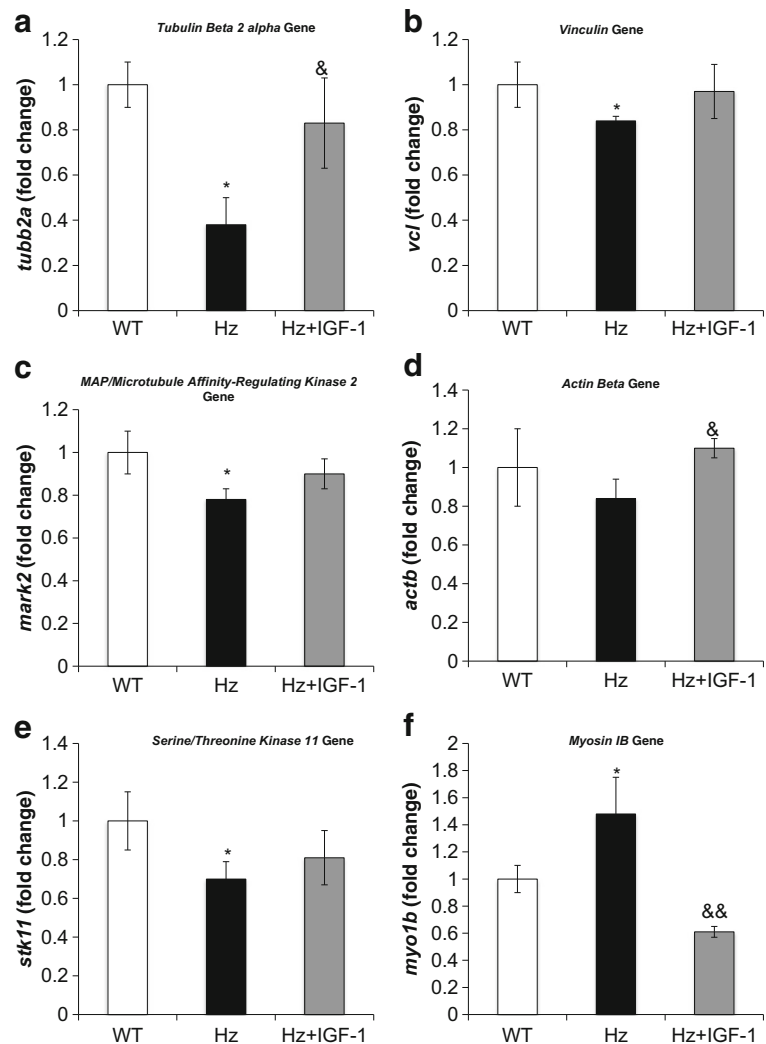 a
Tubulin Beta 2 alpha Gene
tubb2a (fold change)
1.2
1
0.8
0.6
0.4
0.2
0
*
&
WT Hz Hz+IGF-1
b
Vinculin Gene
vcl (fold change)
1.2
1
0.8
0.6
0.4
0.2
0
*
WT Hz Hz+IGF-1
c
MAP/Microtubule Affinity-Regulating Kinase 2
Gene
mark2 (fold change)
1.2
1
0.8
0.6
0.4
0.2
0
*
WT Hz Hz+IGF-1
d
Actin Beta Gene
actb (fold change)
1.4
1.2
1
0.8
0.6
0.4
0.2
0
&
WT Hz Hz+IGF-1
e
Serine/Threonine Kinase 11 Gene
stk11 (fold change)
1.4
1.2
1
0.8
0.6
0.4
0.2
0
*
WT Hz Hz+IGF-1
f
Myosin IB Gene
myo1b (fold change)
2
1.8
1.6
1.4
1.2
1
0.8
0.6
0.4
0.2
0
*
&&
WT Hz Hz+IGF-1